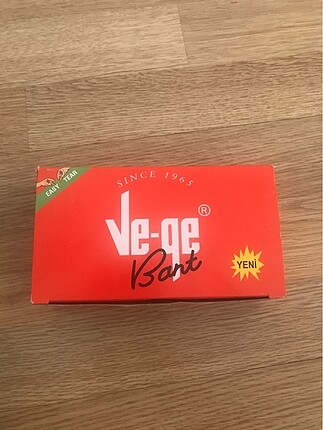 EASY TEAR
SINCE 1965
Ve-ge®
Bant
YENİ